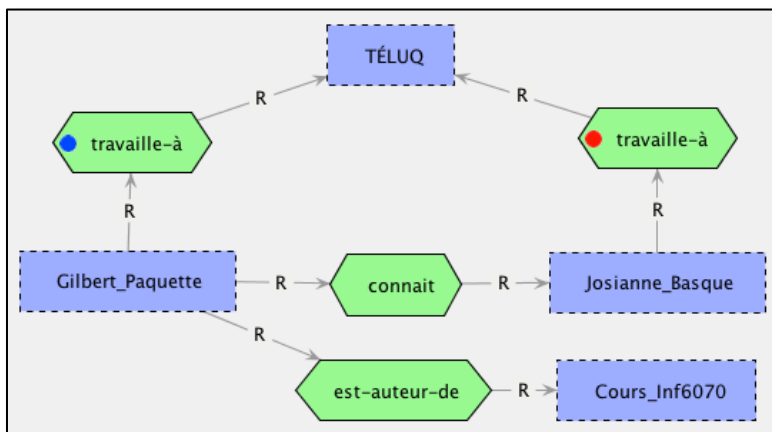 TÉLUQ
R
R
travaille-à
travaille-à
R
R
Gilbert_Paquette
R
connait
R
Josianne_Basque
R
est-auteur-de
R
Cours_Inf6070